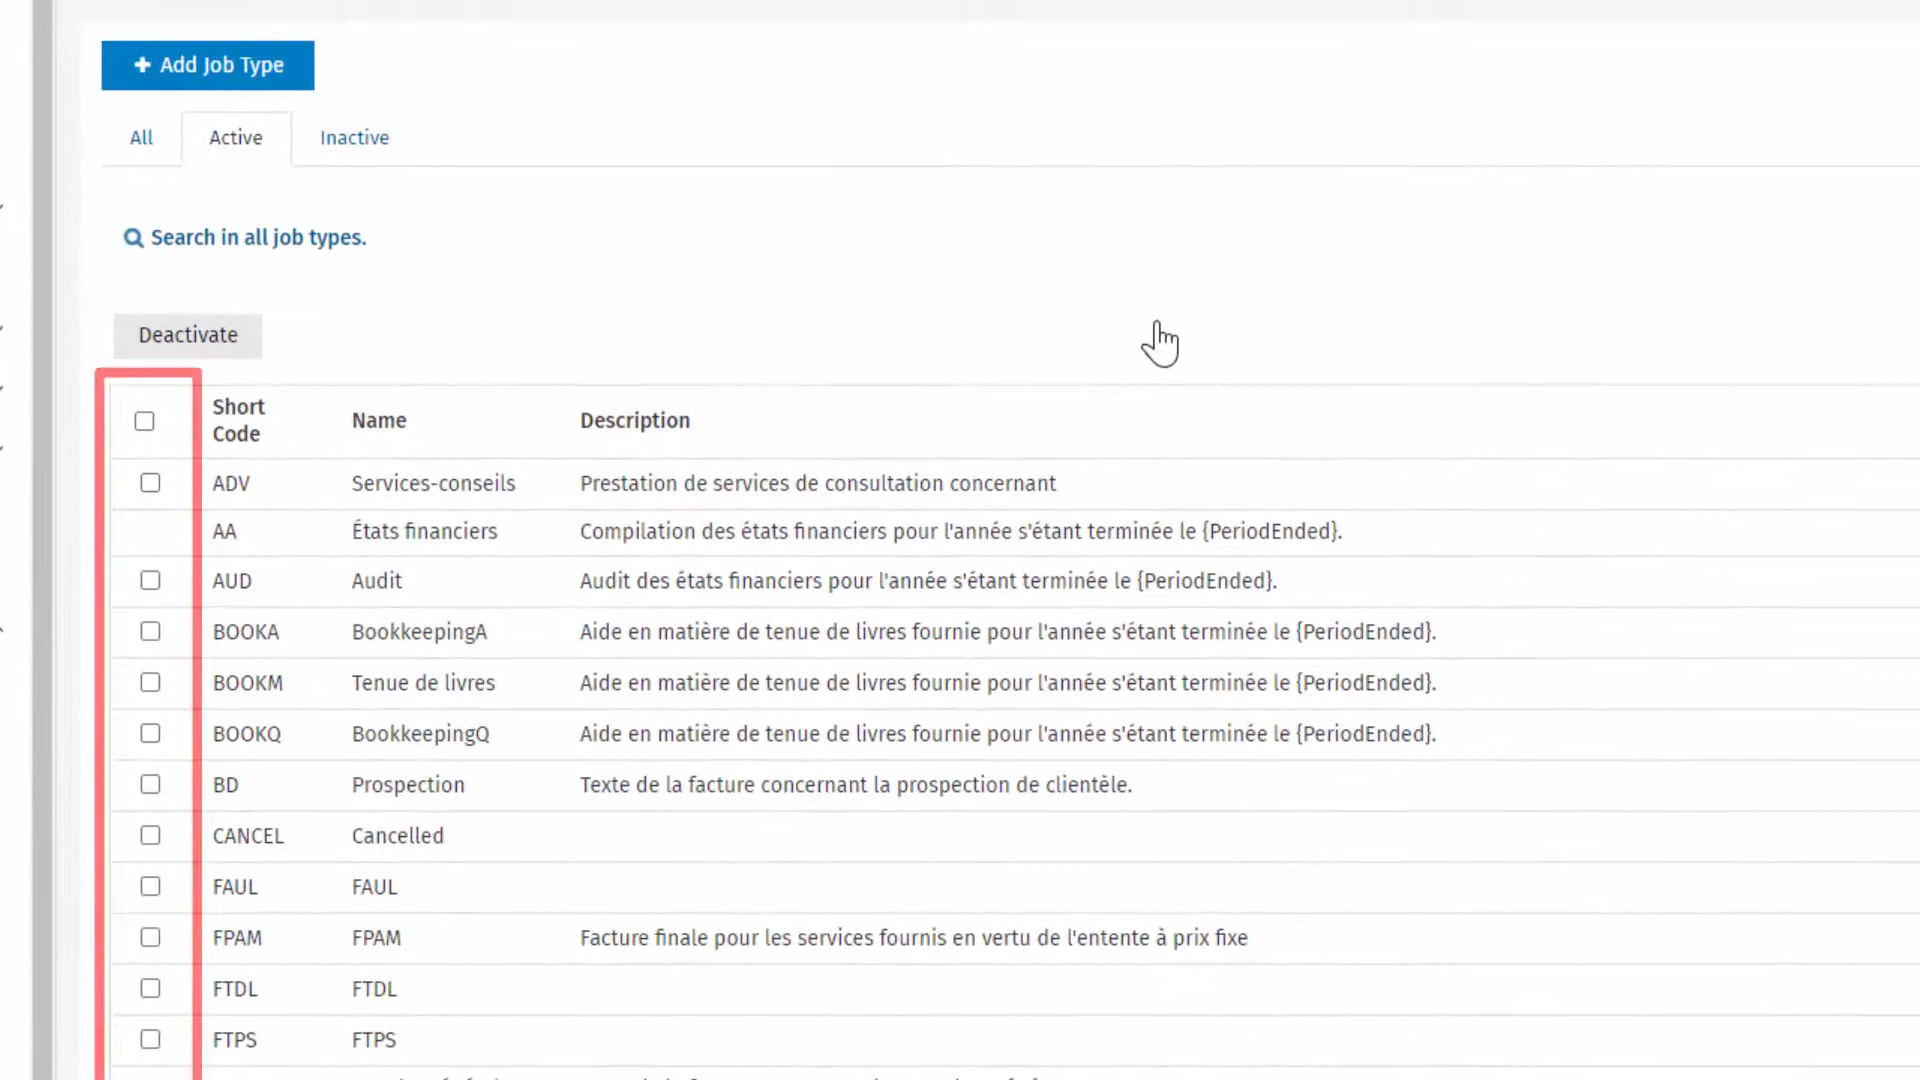 Add Job Type
All Active Inactive
Search in all job types.
Deactivate
Short Code Name Description
ADV Services-conseils Prestation de services de consultation concernant
AA États financiers Compilation des états financiers pour l'année s'étant terminée le {PeriodEnded}.
AUD Audit Audit des états financiers pour l'année s'étant terminée le {PeriodEnded}.
BOOKA BookkeepingA Aide en matière de tenue de livres fournie pour l'année s'étant terminée le {PeriodEnded}.
BOOKM Tenue de livres Aide en matière de tenue de livres fournie pour l'année s'étant terminée le {PeriodEnded}.
BOOKQ BookkeepingQ Aide en matière de tenue de livres fournie pour l'année s'étant terminée le {PeriodEnded}.
BD Prospection Texte de la facture concernant la prospection de clientèle.
CANCEL Cancelled
FAUL FAUL
FPAM FPAM Facture finale pour les services fournis en vertu de l'entente à prix fixe
FTDL FTDL
FTPS FTPS